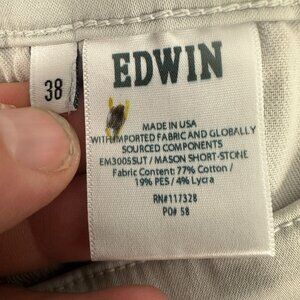 38
EDWIN
MADE IN USA
WITH IMPORTED FABRIC AND GLOBALLY
SOURCED COMPONENTS
EM3005SUT / MASON SHORT-STONE
Fabric Content: 77% Cotton /
19% PES / 4% Lycra
RN#117328
PO# 58